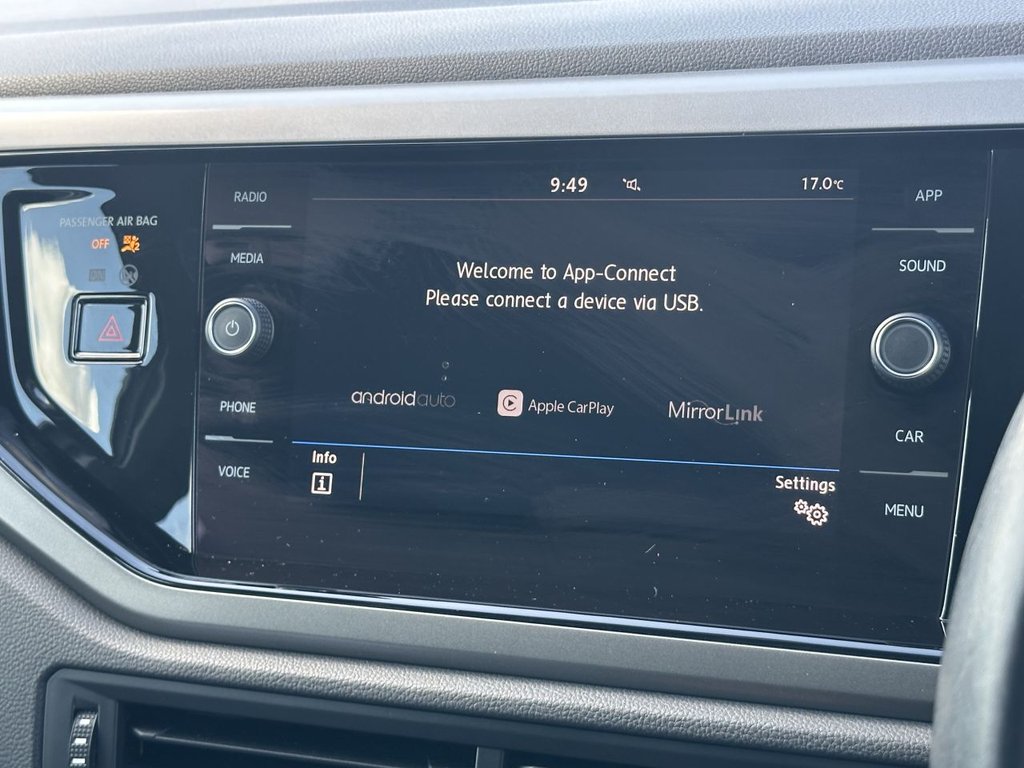 9:49
17.0°C
RADIO
MEDIA
PHONE
VOICE
PASSENGER AIR BAG
OFF
ON
Welcome to App-Connect
Please connect a device via USB.
androidauto
Apple CarPlay
MirrorLink
Info
Settings
APP
SOUND
CAR
MENU